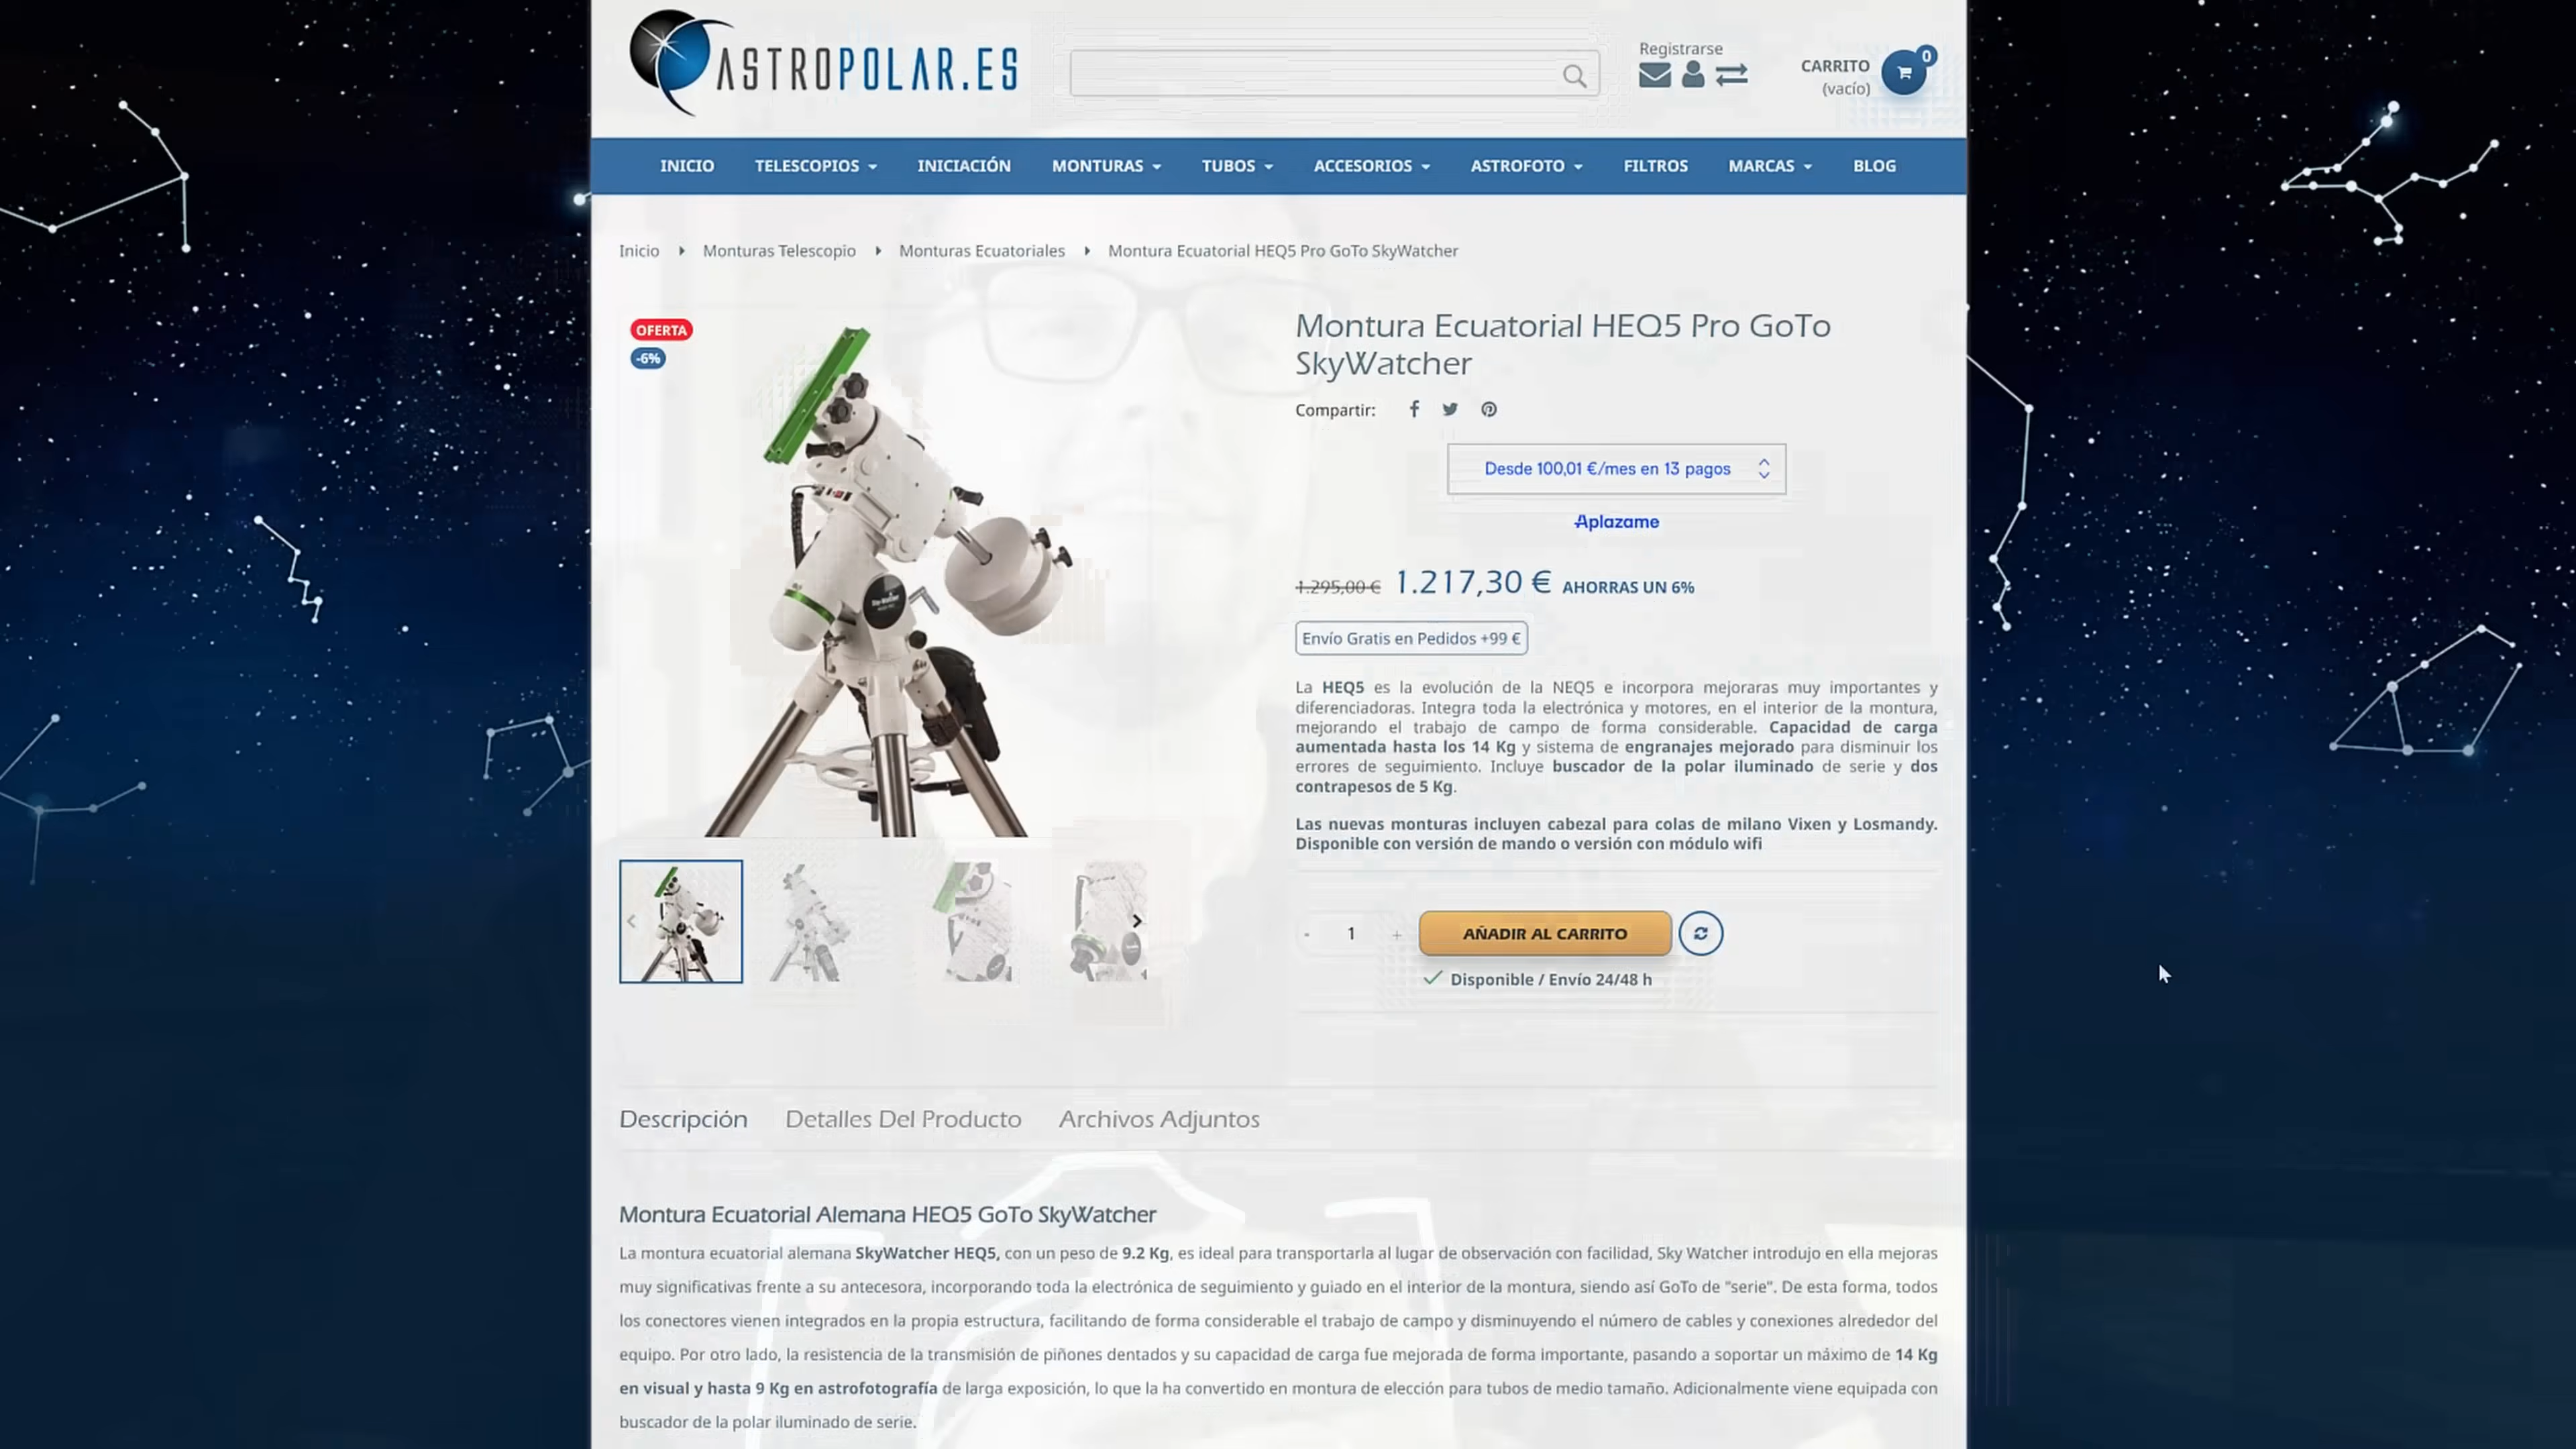 ASTROPOLAR.ES
Registrarse
CARRITO
(vacío)
0
INICIO TELESCOPIOS INICIACIÓN MONTURAS TUBOS ACCESORIOS ASTROFOTO FILTROS MARCAS BLOG
Inicio Monturas Telescopio Monturas Ecuatoriales Montura Ecuatorial HEQ5 Pro GoTo SkyWatcher
OFERTA
-6%
Montura Ecuatorial HEQ5 Pro GoTo
SkyWatcher
Compartir:
Desde 100,01 €/mes en 13 pagos
Aplazame
1.295,00 € 1.217,30 € AHORRAS UN 6%
Envío Gratis en Pedidos +99 €
La HEQ5 es la evolución de la NEQ5 e incorpora mejoraras muy importantes y
diferenciadoras. Integra toda la electrónica y motores, en el interior de la montura,
mejorando el trabajo de campo de forma considerable. Capacidad de carga
aumentada hasta los 14 Kg y sistema de engranajes mejorado para disminuir los
errores de seguimiento. Incluye buscador de la polar iluminado de serie y dos
contrapesos de 5 Kg.
Las nuevas monturas incluyen cabezal para colas de milano Vixen y Losmandy.
Disponible con versión de mando o versión con módulo wifi
- 1 + AÑADIR AL CARRITO
Disponible / Envío 24/48 h
Descripción Detalles Del Producto Archivos Adjuntos
Montura Ecuatorial Alemana HEQ5 GoTo SkyWatcher
La montura ecuatorial alemana SkyWatcher HEQ5, con un peso de 9.2 Kg, es ideal para transportarla al lugar de observación con facilidad, Sky Watcher introdujo en ella mejoras
muy significativas frente a su antecesora, incorporando toda la electrónica de seguimiento y guiado en el interior de la montura, siendo así GoTo de "serie". De esta forma, todos
los conectores vienen integrados en la propia estructura, facilitando de forma considerable el trabajo de campo y disminuyendo el número de cables y conexiones alrededor del
equipo. Por otro lado, la resistencia de la transmisión de piñones dentados y su capacidad de carga fue mejorada de forma importante, pasando a soportar un máximo de 14 Kg
en visual y hasta 9 Kg en astrofotografía de larga exposición, lo que la ha convertido en montura de elección para tubos de medio tamaño. Adicionalmente viene equipada con
buscador de la polar iluminado de serie.